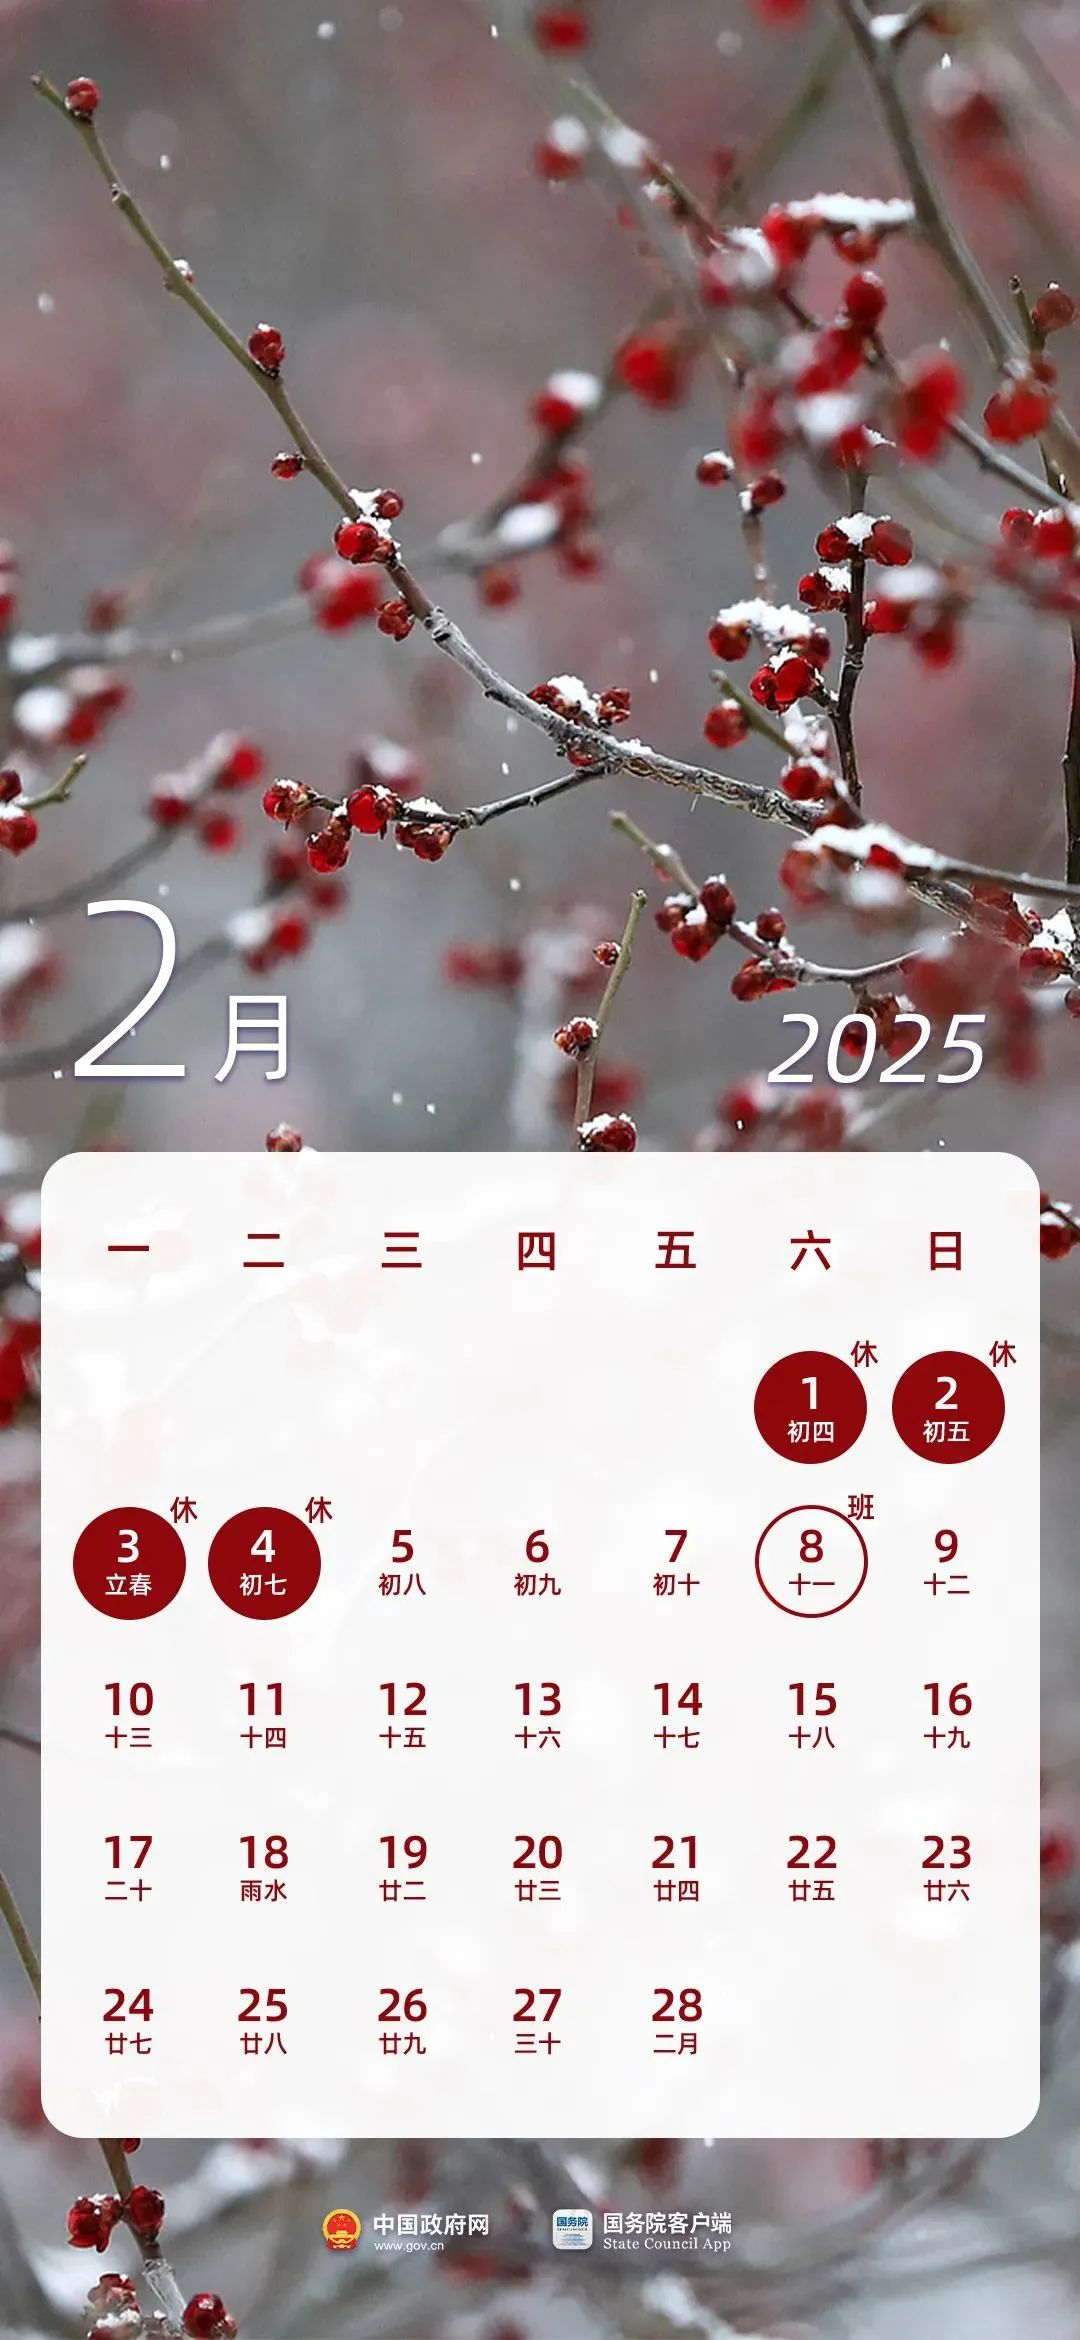 2月
2025
一 二 三 四 五 六 日
休 休
1 2
初四 初五
休 休 班
3 4 5 6 7 8 9
立春 初七 初八 初九 初十 十一 十二
10 11 12 13 14 15 16
十三 十四 十五 十六 十七 十八 十九
17 18 19 20 21 22 23
二十 雨水 廿二 廿三 廿四 廿五 廿六
24 25 26 27 28
廿七 廿八 廿九 三十 二月
中国政府网
www.gov.cn
国务院
国务院客户端
State Council App